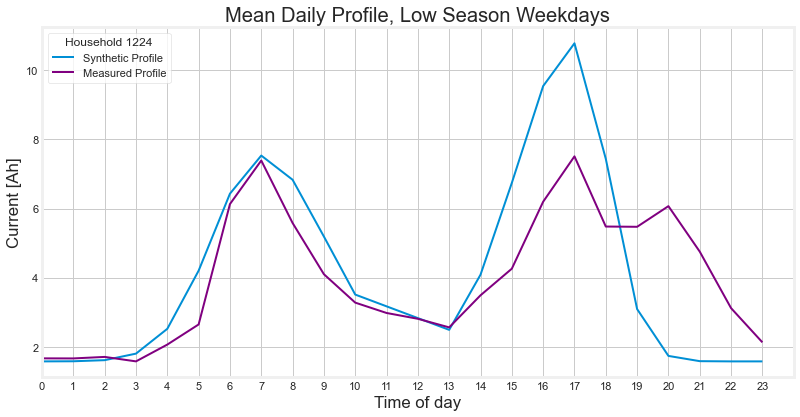 Mean Daily Profile, Low Season Weekdays
Household 1224
Synthetic Profile
Measured Profile
Current [Ah]
10
8
6
4
2
0 1 2 3 4 5 6 7 8 9 10 11 12 13 14 15 16 17 18 19 20 21 22 23
Time of day